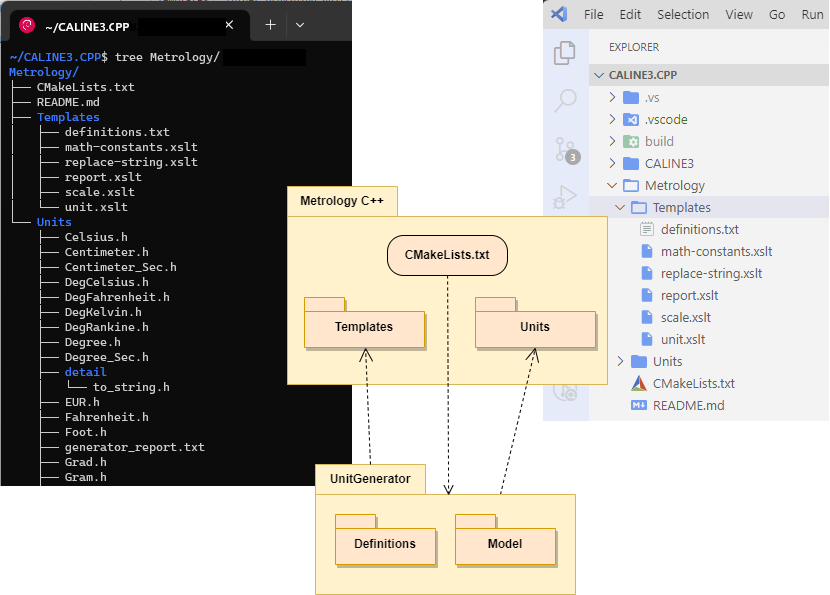 ~/CALINE3.CPP
~/CALINE3.CPP$ tree Metrology/
Metrology/
CMakeLists.txt
README.md
Templates
definitions.txt
math-constants.xslt
replace-string.xslt
report.xslt
scale.xslt
unit.xslt
Units
Celsius.h
Centimeter.h
Centimeter_Sec.h
DegCelsius.h
DegFahrenheit.h
DegKelvin.h
DegRankine.h
Degree.h
Degree_Sec.h
detail
to_string.h
EUR.h
Fahrenheit.h
Foot.h
generator_report.txt
Grad.h
Gram.h
Metrology C++
CMakeLists.txt
Templates
Units
UnitGenerator
Definitions
Model
File Edit Selection View Go Run
EXPLORER
CALINE3.CPP
.vs
.vscode
build
CALINE3
Metrology
Templates
definitions.txt
math-constants.xslt
replace-string.xslt
report.xslt
scale.xslt
unit.xslt
Units
CMakeLists.txt
README.md
3